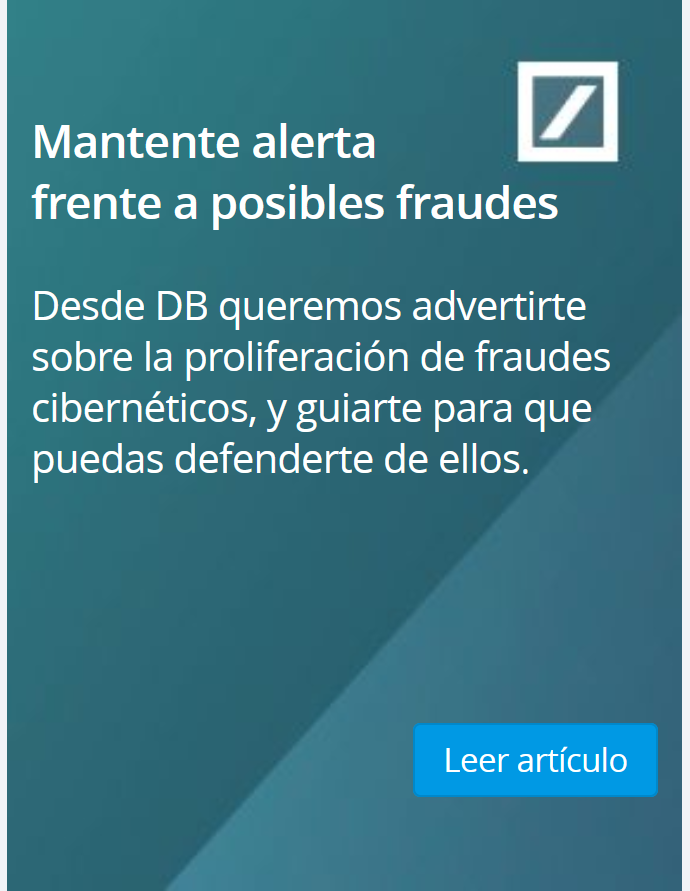 Mantente alerta
frente a posibles fraudes
Desde DB queremos advertirte
sobre la proliferación de fraudes
cibernéticos, y guiarte para que
puedas defenderte de ellos.
Leer artículo